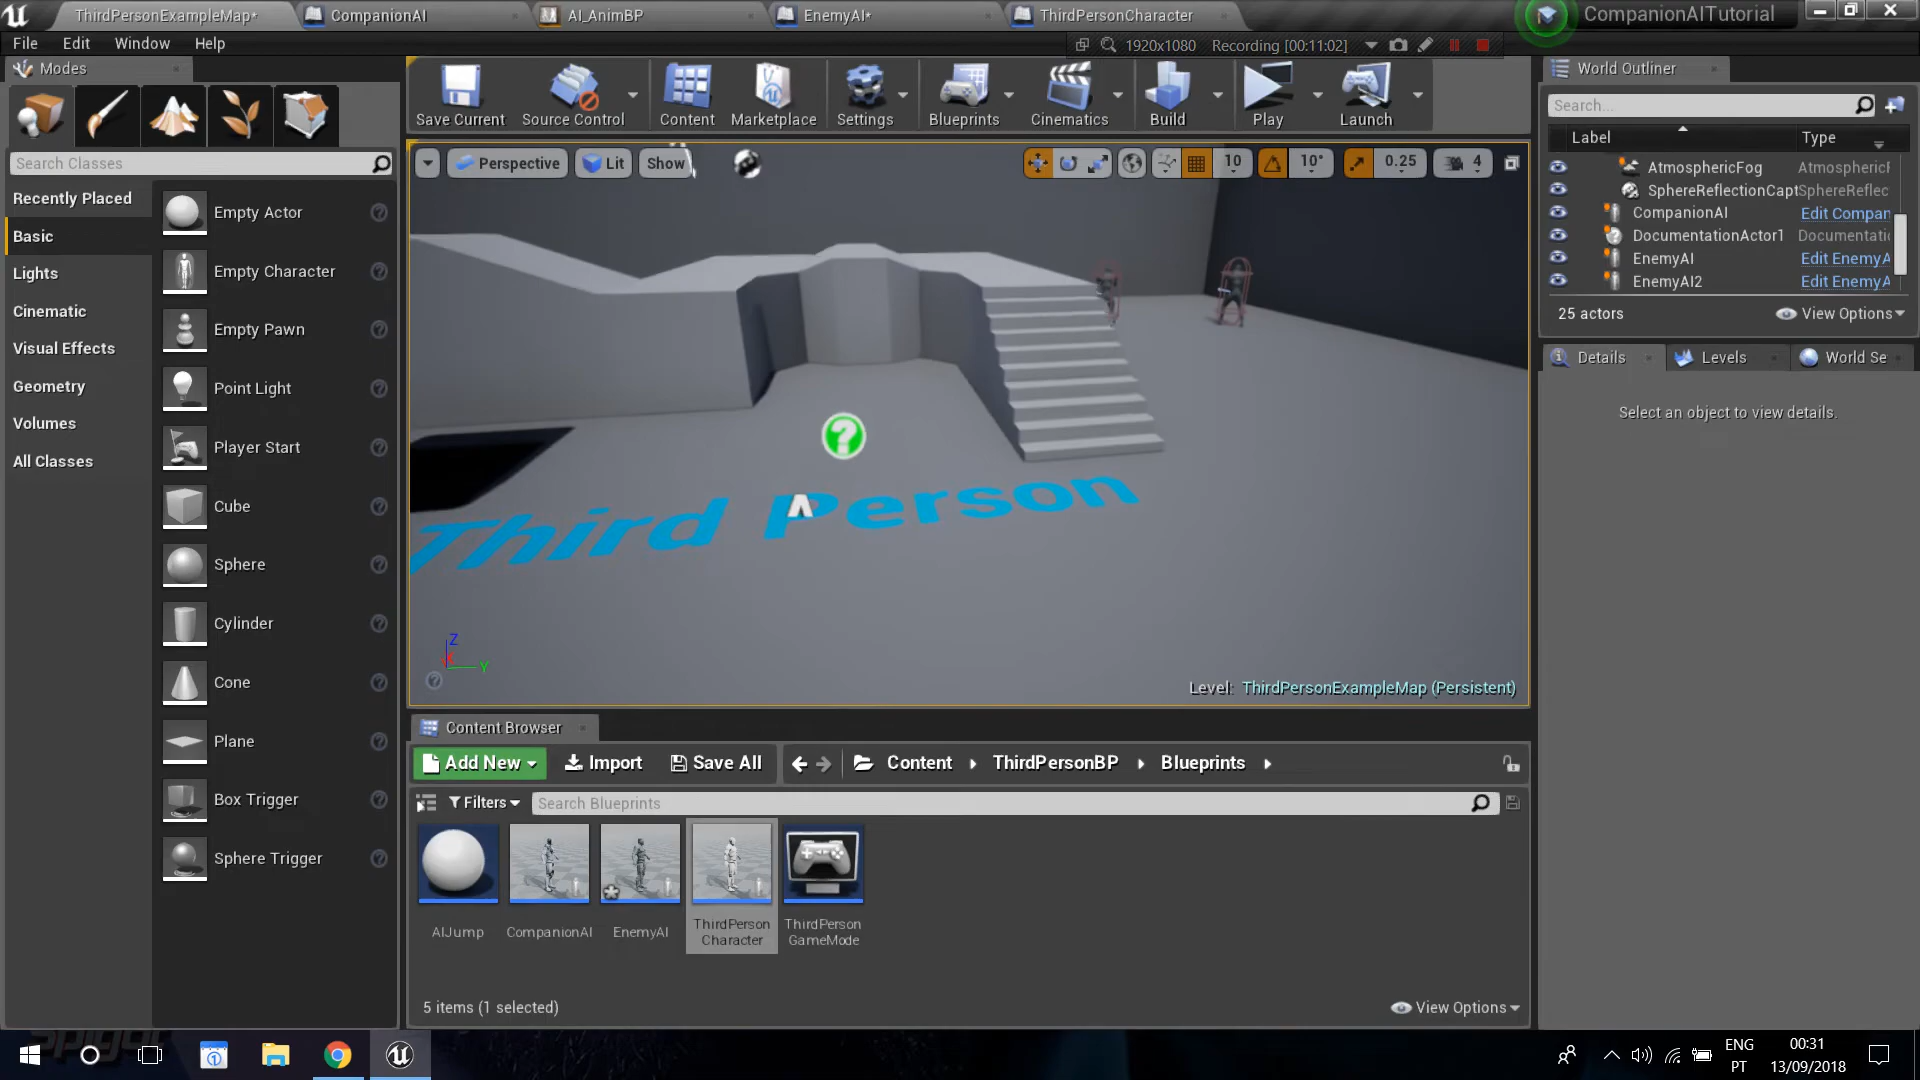 ThirdPersonExampleMap*
CompanionAI
AI_AnimBP
EnemyAI*
ThirdPersonCharacter
CompanionAITutorial
File Edit Window Help
1920x1080 Recording [00:11:02]
Modes
Search Classes
Recently Placed
Basic
Lights
Cinematic
Visual Effects
Geometry
Volumes
All Classes
Empty Actor
Empty Character
Empty Pawn
Point Light
Player Start
Cube
Sphere
Cylinder
Cone
Plane
Box Trigger
Sphere Trigger
Save Current
Source Control
Content
Marketplace
Settings
Blueprints
Cinematics
Build
Play
Launch
Perspective Lit Show
10 10° 0.25 4
Third Person
Z
X
Y
Level: ThirdPersonExampleMap (Persistent)
Content Browser
Add New Import Save All Content ThirdPersonBP Blueprints
Filters Search Blueprints
AIJump
CompanionAI
EnemyAI
ThirdPerson
Character
ThirdPerson
GameMode
5 items (1 selected)
View Options
World Outliner
Search...
Label Type
AtmosphericFog Atmospheric
SphereReflectionCapt SphereReflec
CompanionAI Edit Compan
DocumentationActor1 Documentati
EnemyAI Edit EnemyA
EnemyAI2 Edit EnemyA
25 actors View Options
Details Levels World Se
Select an object to view details.
ENG
PT
00:31
13/09/2018